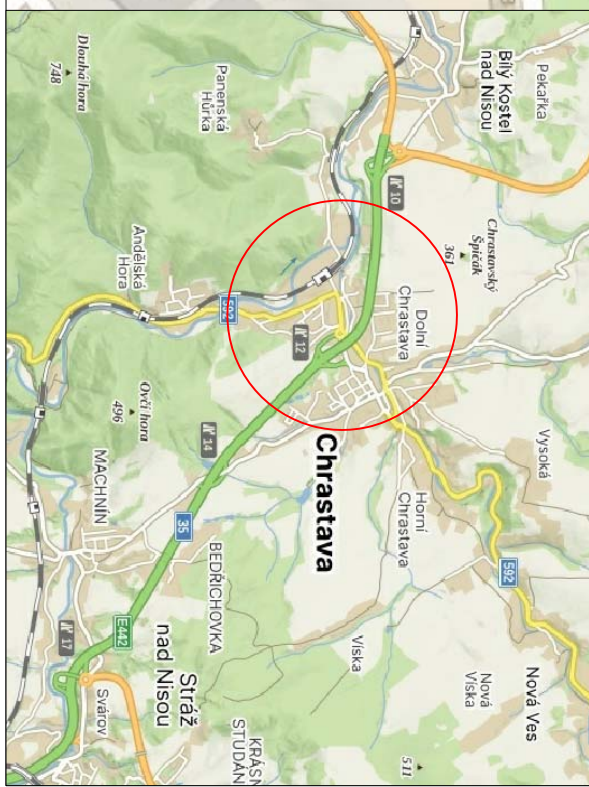 Pekařka
Bílý Kostel
nad Nisou
Panenská
Hůrka
Dlouhá hora
748
10
Chrastavský
Špičák
361
Andělská
Hora
592
12
Dolní
Chrastava
Ovčí hora
496
14
Chrastava
Vysoká
Horní
Chrastava
MACHNÍN
35
BEDŘICHOVKA
592
Víska
E442
17
Stráž
nad Nisou
Svárov
Nová Ves
Nová
Víska
KRÁSN
STUDÁN
511